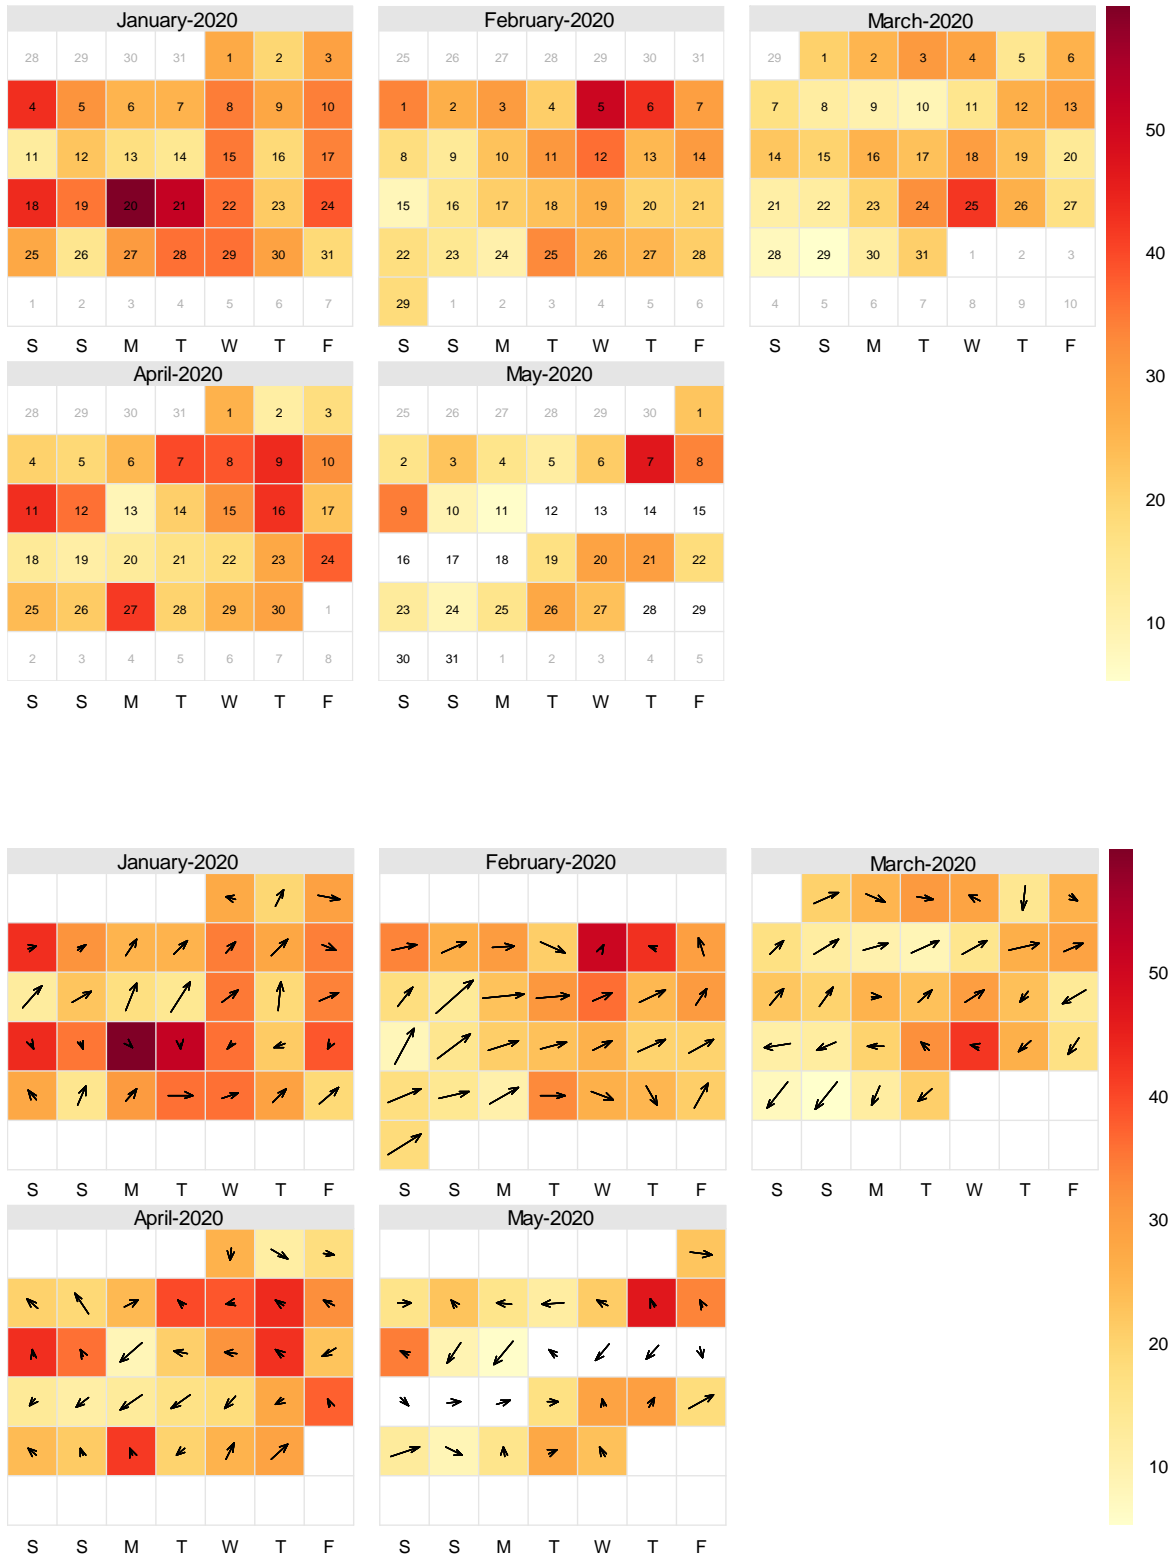 January-2020 February-2020 March-2020
28 29 30 31 1 2 3 25 26 27 28 29 30 31 29 1 2 3 4 5 6
4 5 6 7 8 9 10 1 2 3 4 5 6 7 7 8 9 10 11 12 13
50
11 12 13 14 15 16 17 8 9 10 11 12 13 14 14 15 16 17 18 19 20
18 19 20 21 22 23 24 15 16 17 18 19 20 21 21 22 23 24 25 26 27
25 26 27 28 29 30 31 22 23 24 25 26 27 28 28 29 30 31 1 2 3
40
1 2 3 4 5 6 7 29 1 2 3 4 5 6 4 5 6 7 8 9 10
S S M T W T F S S M T W T F S S M T W T F
April-2020 May-2020
30
28 29 30 31 1 2 3 25 26 27 28 29 30 1
4 5 6 7 8 9 10 2 3 4 5 6 7 8
20
11 12 13 14 15 16 17 9 10 11 12 13 14 15
18 19 20 21 22 23 24 16 17 18 19 20 21 22
25 26 27 28 29 30 1 23 24 25 26 27 28 29
10
2 3 4 5 6 7 8 30 31 1 2 3 4 5
S S M T W T F S S M T W T F
January-2020 February-2020 March-2020
50
40
S S M T W T F S S M T W T F S S M T W T F
April-2020 May-2020
30
20
10
S S M T W T F S S M T W T F